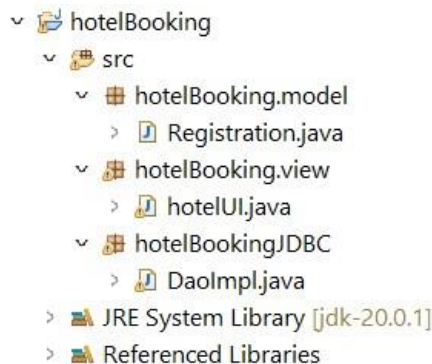 hotelBooking
src
hotelBooking.model
Registration.java
hotelBooking.view
hotelUI.java
hotelBookingJDBC
DaoImpl.java
JRE System Library [jdk-20.0.1]
Referenced Libraries